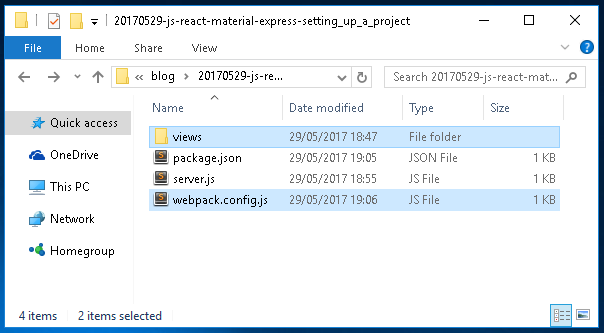 20170529-js-react-material-express-setting_up_a_project
File Home Share View
blog 20170529-js-re... Search 20170529-js-react-mat...
Name Date modified Type Size
Quick access
OneDrive
This PC
Network
Homegroup
views 29/05/2017 18:47 File folder
package.json 29/05/2017 19:05 JSON File 1 KB
server.js 29/05/2017 18:55 JS File 1 KB
webpack.config.js 29/05/2017 19:06 JS File 1 KB
4 items 2 items selected